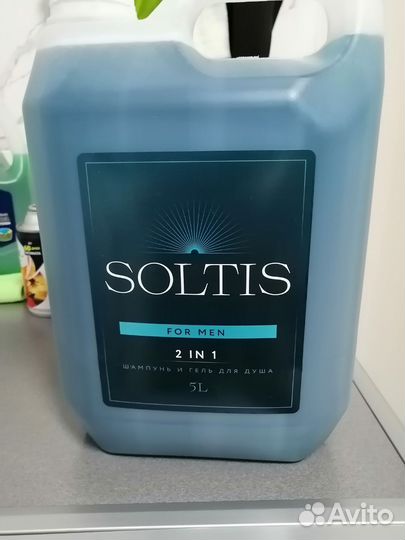 SOLTIS
FOR MEN
2 IN 1
ШАМПУНЬ И ГЕЛЬ ДЛЯ ДУША
5L
Avito